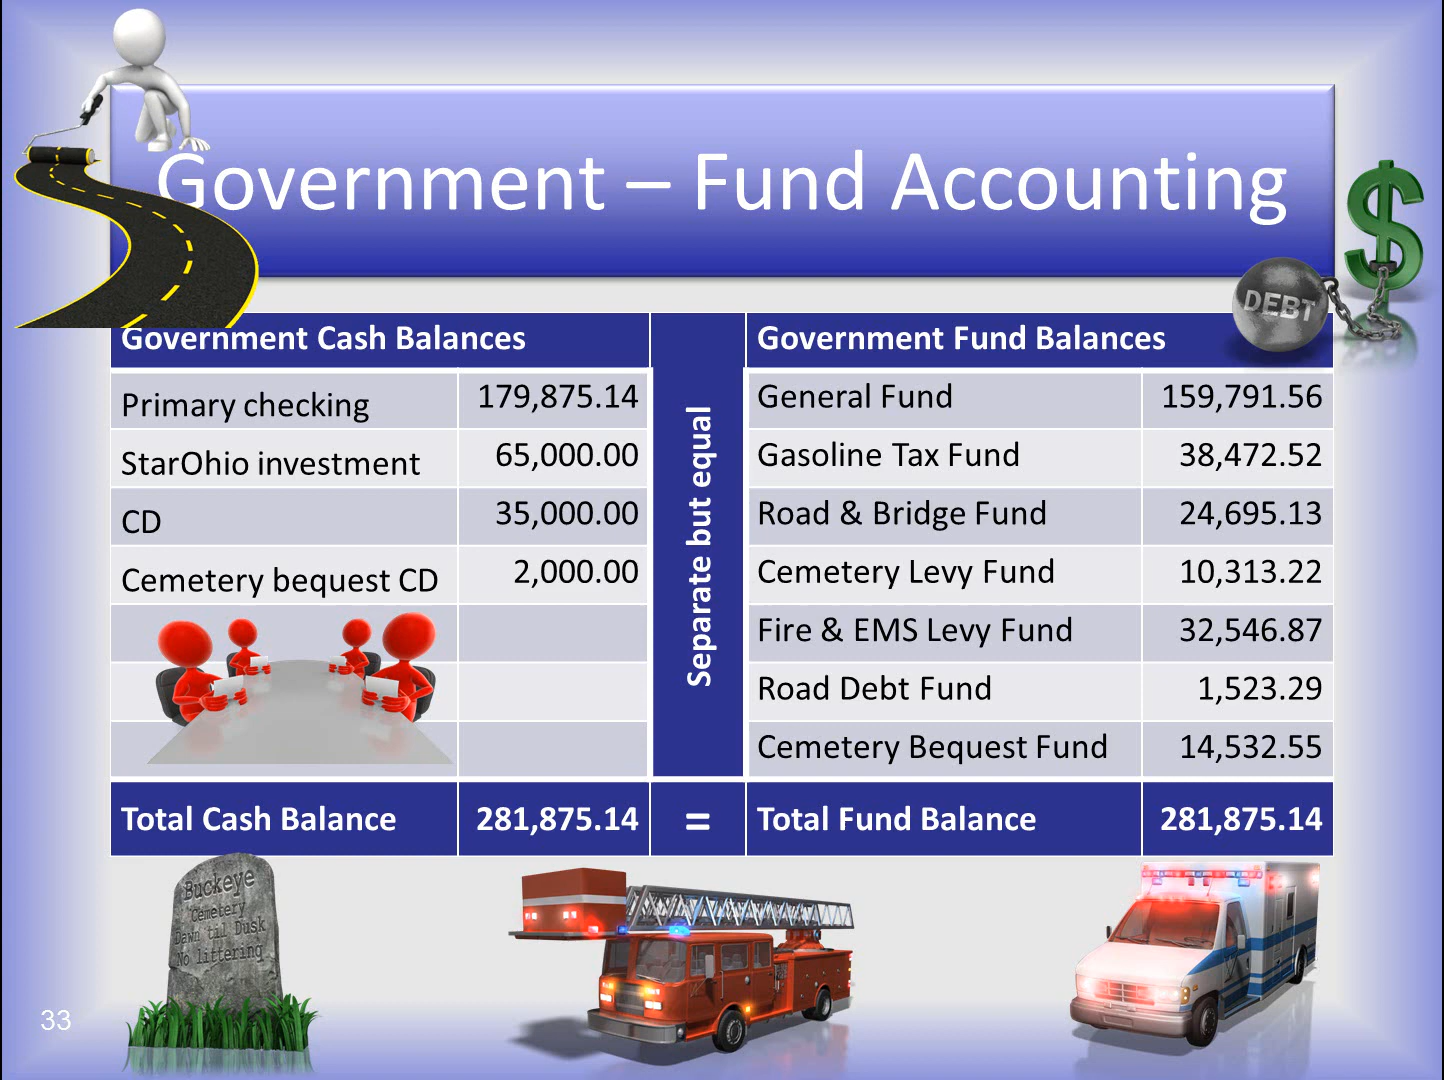 Government – Fund Accounting
DEBT
Government Cash Balances
Government Fund Balances
Primary checking 179,875.14
General Fund 159,791.56
StarOhio investment 65,000.00
Gasoline Tax Fund 38,472.52
CD 35,000.00
Road & Bridge Fund 24,695.13
Cemetery bequest CD 2,000.00
Cemetery Levy Fund 10,313.22
Fire & EMS Levy Fund 32,546.87
Road Debt Fund 1,523.29
Cemetery Bequest Fund 14,532.55
Separate but equal
Total Cash Balance 281,875.14 = Total Fund Balance 281,875.14
Buckeye
Cemetery
Dawn til Dusk
No littering
33